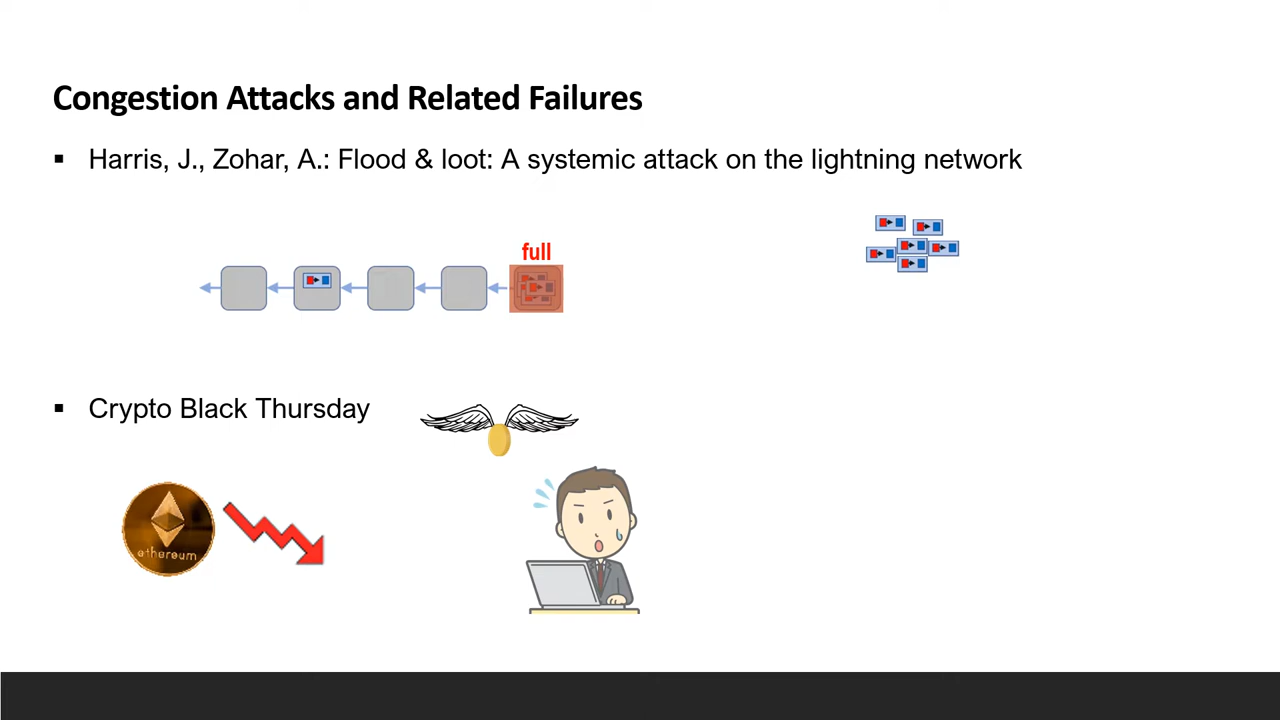 Congestion Attacks and Related Failures
▪ Harris, J., Zohar, A.: Flood & loot: A systemic attack on the lightning network
full
▪ Crypto Black Thursday
ethereum